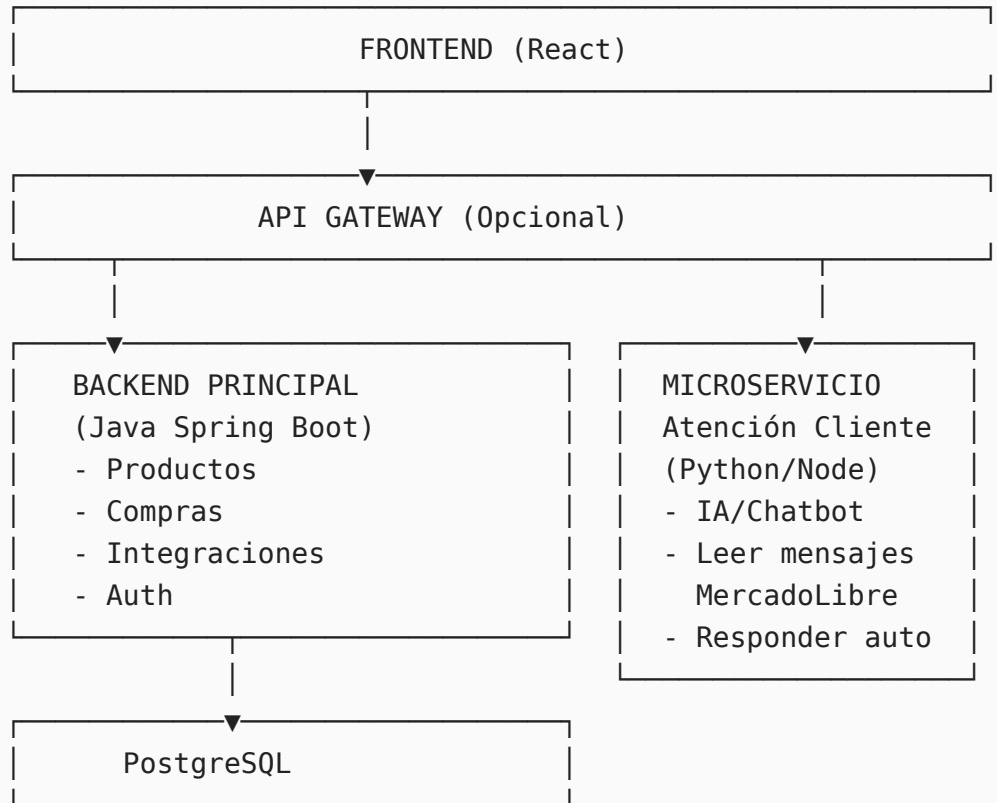 FRONTEND (React)
API GATEWAY (Opcional)
BACKEND PRINCIPAL
(Java Spring Boot)
- Productos
- Compras
- Integraciones
- Auth
MICROSERVICIO
Atención Cliente
(Python/Node)
- IA/Chatbot
- Leer mensajes
MercadoLibre
- Responder auto
PostgreSQL